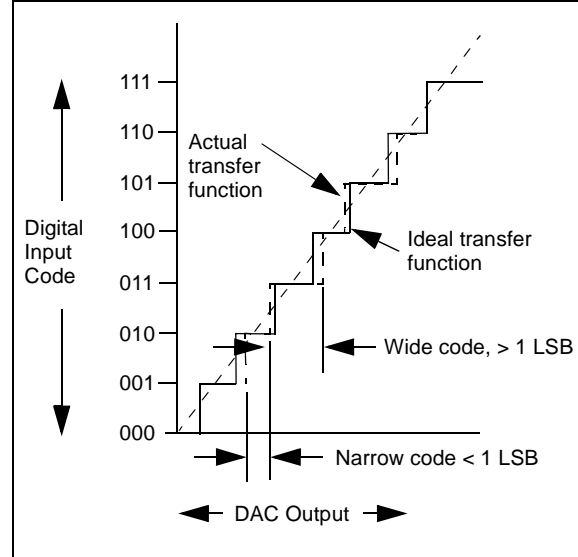 111
110
Actual
transfer
function
101
Digital
Input
Code
100
Ideal transfer
function
011
010
Wide code, > 1 LSB
001
000
Narrow code < 1 LSB
DAC Output